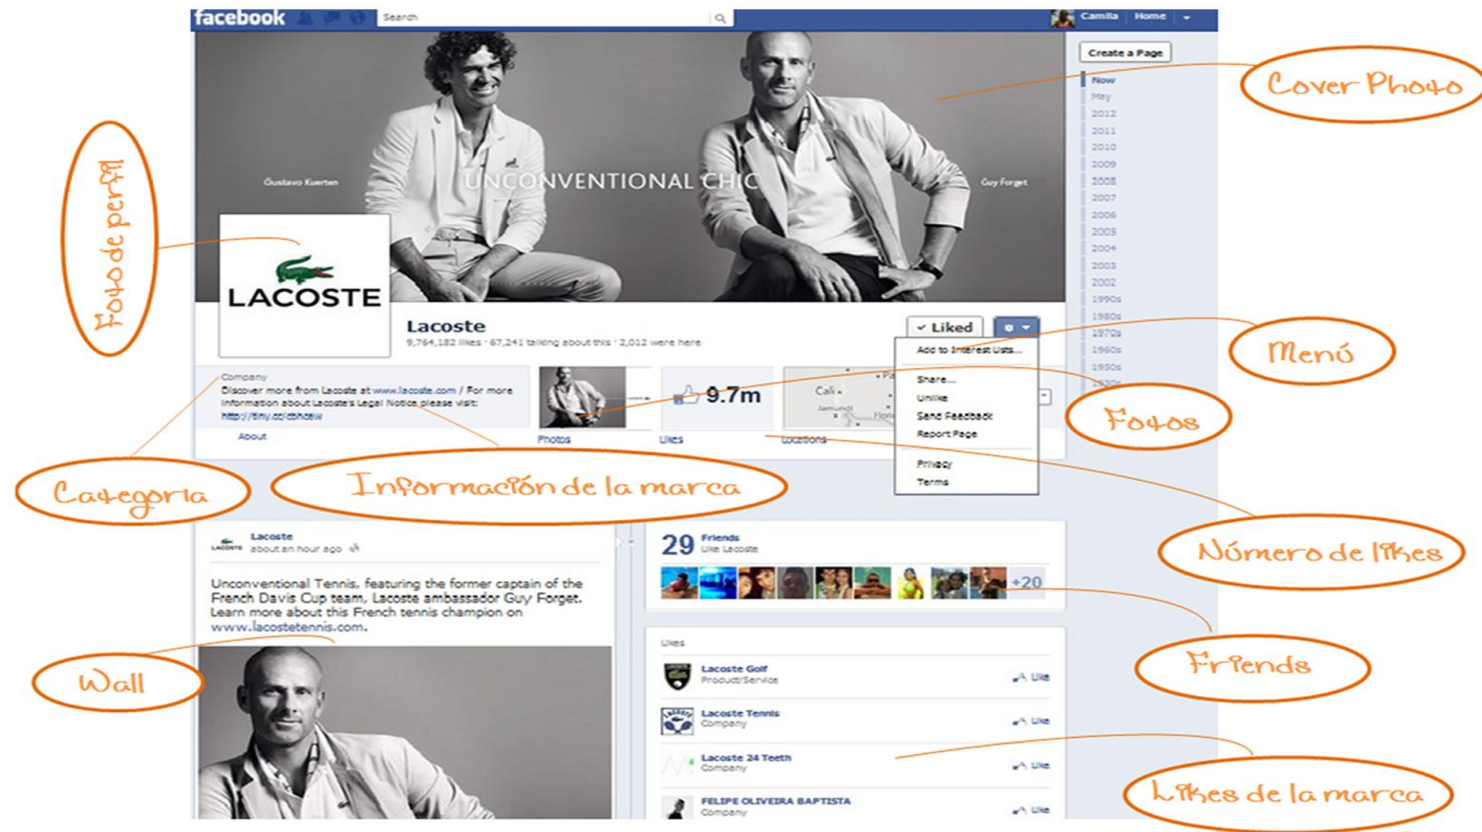 facebook
Search
Camila Home
Create a Page
Now
May
2012
2011
2010
2009
2008
2007
2006
2005
2004
2003
2002
1990s
1980s
1970s
1960s
1950s
1930s
Cover Photo
Foto de perfil
Gustavo Kuerten
UNCONVENTIONAL CHIC
Guy Forget
LACOSTE
Lacoste
9,764,182 likes · 67,241 talking about this · 2,012 were here
Liked
Add to Interest Lists...
Share...
Unlike
Send Feedback
Report Page
Privacy
Terms
Menú
Company
Discover more from Lacoste at www.lacoste.com / For more
information about Lacoste's Legal Notice please visit:
About
Photos
9.7m
Likes
Cali
Jamundi
Locations
Fotos
Categoria
Información de la marca
Número de likes
LACOSTE
Lacoste
about an hour ago
Unconventional Tennis, featuring the former captain of the
French Davis Cup team, Lacoste ambassador Guy Forget.
Learn more about this French tennis champion on
www.lacostetennis.com.
Wall
29 Friends
Like Lacoste
+20
Friends
Likes
Lacoste Golf
Product/Service
Like
Lacoste Tennis
Company
Like
Lacoste 24 Teeth
Company
Like
FELIPE OLIVEIRA BAPTISTA
Company
Like
Likes de la marca